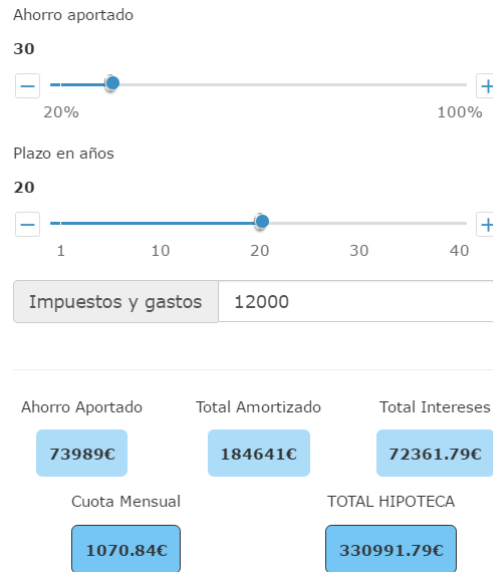 Ahorro aportado
30
20% 100%
Plazo en años
20
1 10 20 30 40
Impuestos y gastos 12000
Ahorro Aportado Total Amortizado Total Intereses
73989€ 184641€ 72361.79€
Cuota Mensual TOTAL HIPOTECA
1070.84€ 330991.79€